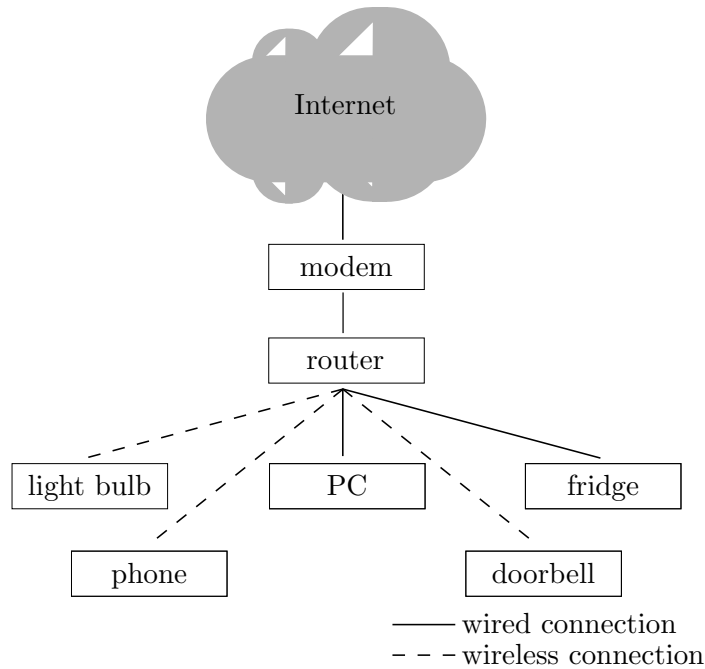 Internet
modem
router
light bulb
PC
fridge
phone
doorbell
wired connection
wireless connection